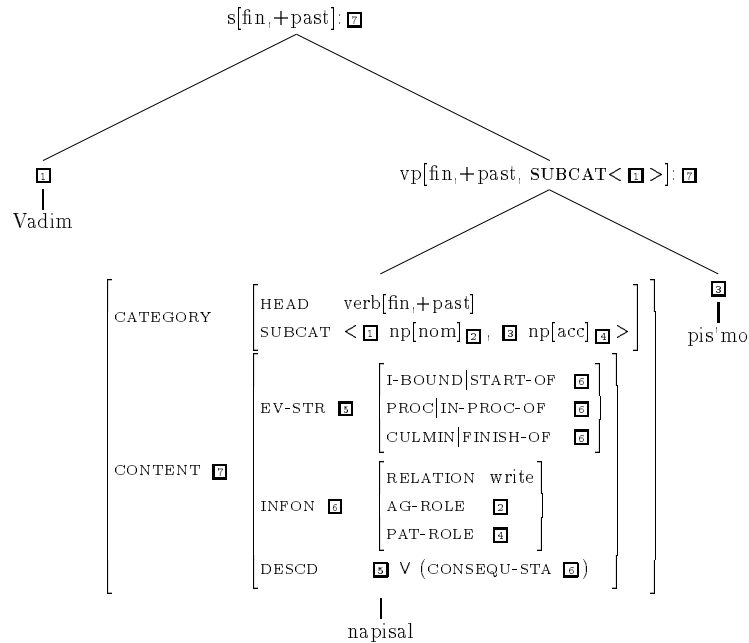 s[fin,+past]: 7
1 vp[fin,+past, SUBCAT< 1 >]: 7
Vadim
3
pis'mo
CATEGORY HEAD verb[fin,+past]
SUBCAT < 1 np[nom] 2 , 3 np[acc] 4 >
CONTENT 7
EV-STR 5
I-BOUND|START-OF 6
PROC|IN-PROC-OF 6
CULMIN|FINISH-OF 6
INFON 6
RELATION write
AG-ROLE 2
PAT-ROLE 4
DESCD 5 ∨ (CONSEQU-STA 6 )
napisal